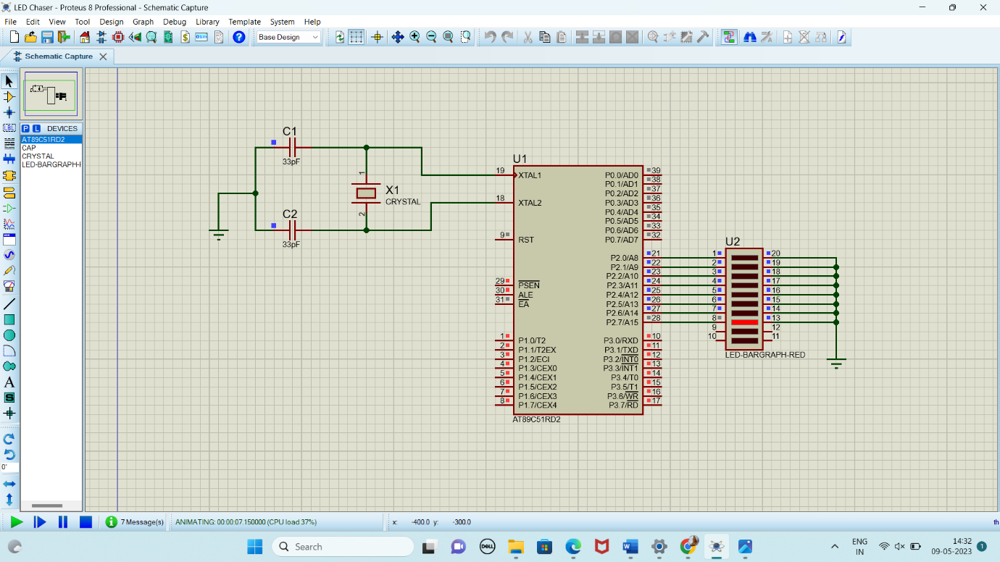 LED Chaser - Proteus 8 Professional - Schematic Capture
File Edit View Tool Design Graph Debug Library Template System Help
Base Design
Schematic Capture
P L DEVICES
AT89C51RD2
CAP
CRYSTAL
LED-BARGRAPH-
LBL
A
S
0°
C1
33pF
C2
33pF
1
X1
CRYSTAL
2
U1
19 XTAL1
18 XTAL2
9 RST
29 PSEN
30 ALE
31 EA
1 P1.0/T2
2 P1.1/T2EX
3 P1.2/ECI
4 P1.3/CEX0
5 P1.4/CEX1
6 P1.5/CEX2
7 P1.6/CEX3
8 P1.7/CEX4
P0.0/AD0 39
P0.1/AD1 38
P0.2/AD2 37
P0.3/AD3 36
P0.4/AD4 35
P0.5/AD5 34
P0.6/AD6 33
P0.7/AD7 32
P2.0/A8 21
P2.1/A9 22
P2.2/A10 23
P2.3/A11 24
P2.4/A12 25
P2.5/A13 26
P2.6/A14 27
P2.7/A15 28
P3.0/RXD 10
P3.1/TXD 11
P3.2/INT0 12
P3.3/INT1 13
P3.4/T0 14
P3.5/T1 15
P3.6/WR 16
P3.7/RD 17
AT89C51RD2
U2
1 20
2 19
3 18
4 17
5 16
6 15
7 14
8 13
9 12
10 11
LED-BARGRAPH-RED
7 Message(s) ANIMATING: 00:00:07.150000 (CPU load 37%) x: -400.0 y: -300.0 th
Search
DELL
ENG
IN
14:32
09-05-2023
1